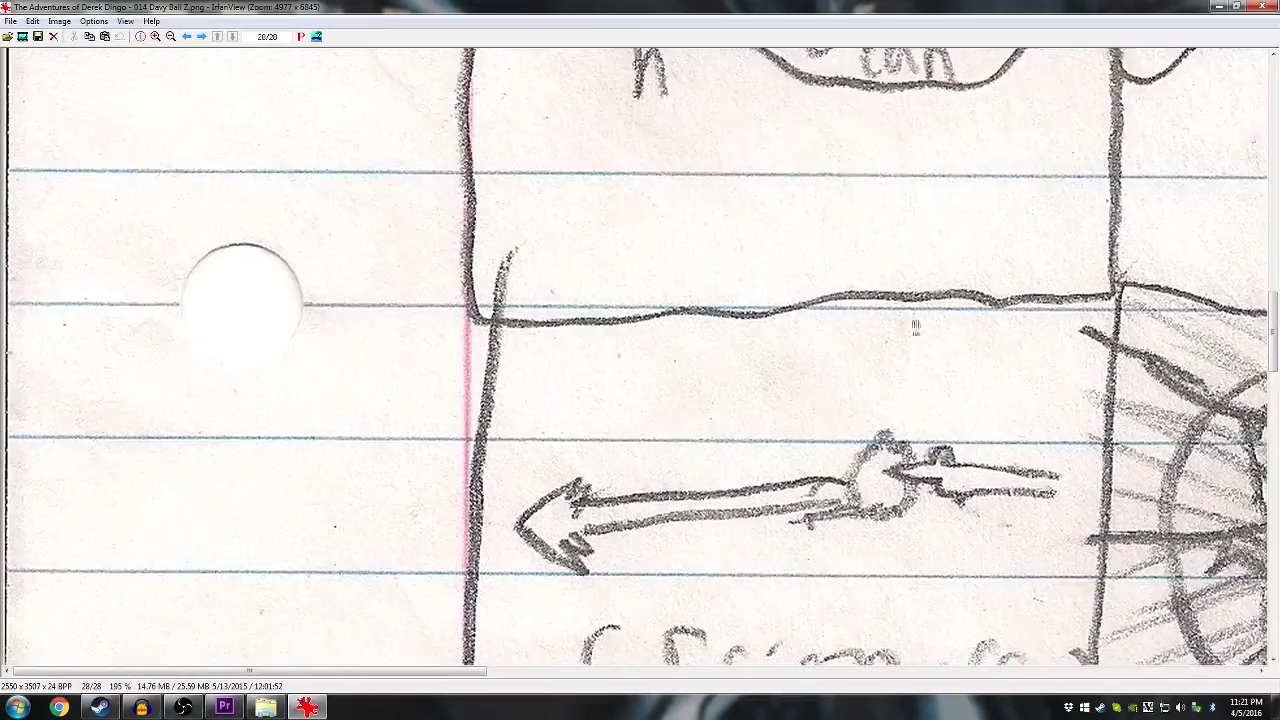 The Adventures of Derek Dingo - 014 Davy Ball Z.png - IrfanView (Zoom: 4977 x 6845)
File Edit Image Options View Help
28/28
2550 x 3507 x 24 BPP 28/28 195 % 14.76 MB / 25.59 MB 5/13/2015 / 12:01:52
Pr
11:21 PM
4/5/2016